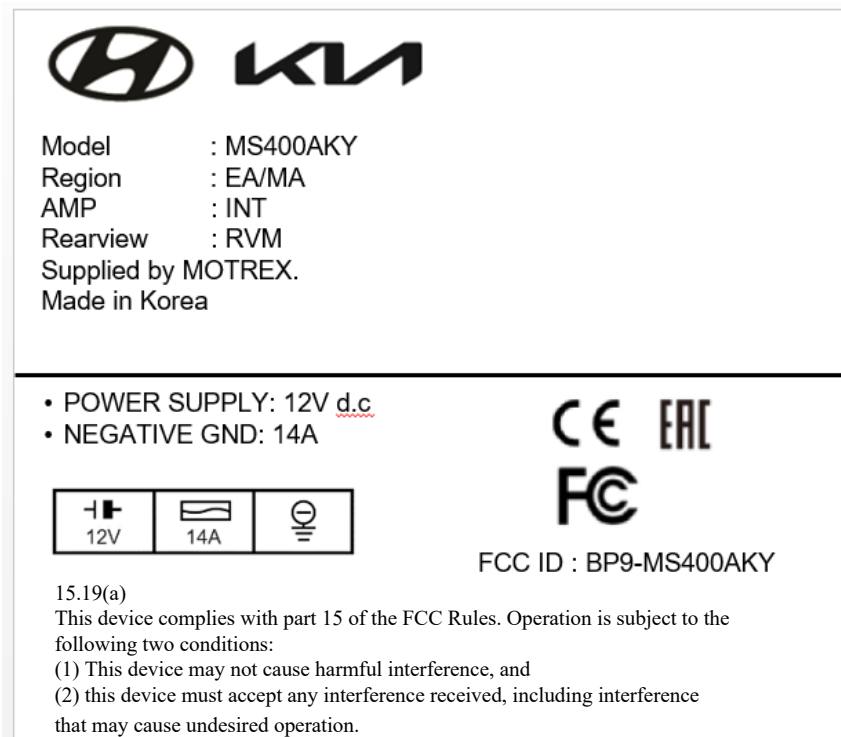 KIA
Model : MS400AKY
Region : EA/MA
AMP : INT
Rearview : RVM
Supplied by MOTREX.
Made in Korea
• POWER SUPPLY: 12V d.c
• NEGATIVE GND: 14A
CE EAC
FC
12V 14A
FCC ID : BP9-MS400AKY
15.19(a)
This device complies with part 15 of the FCC Rules. Operation is subject to the
following two conditions:
(1) This device may not cause harmful interference, and
(2) this device must accept any interference received, including interference
that may cause undesired operation.